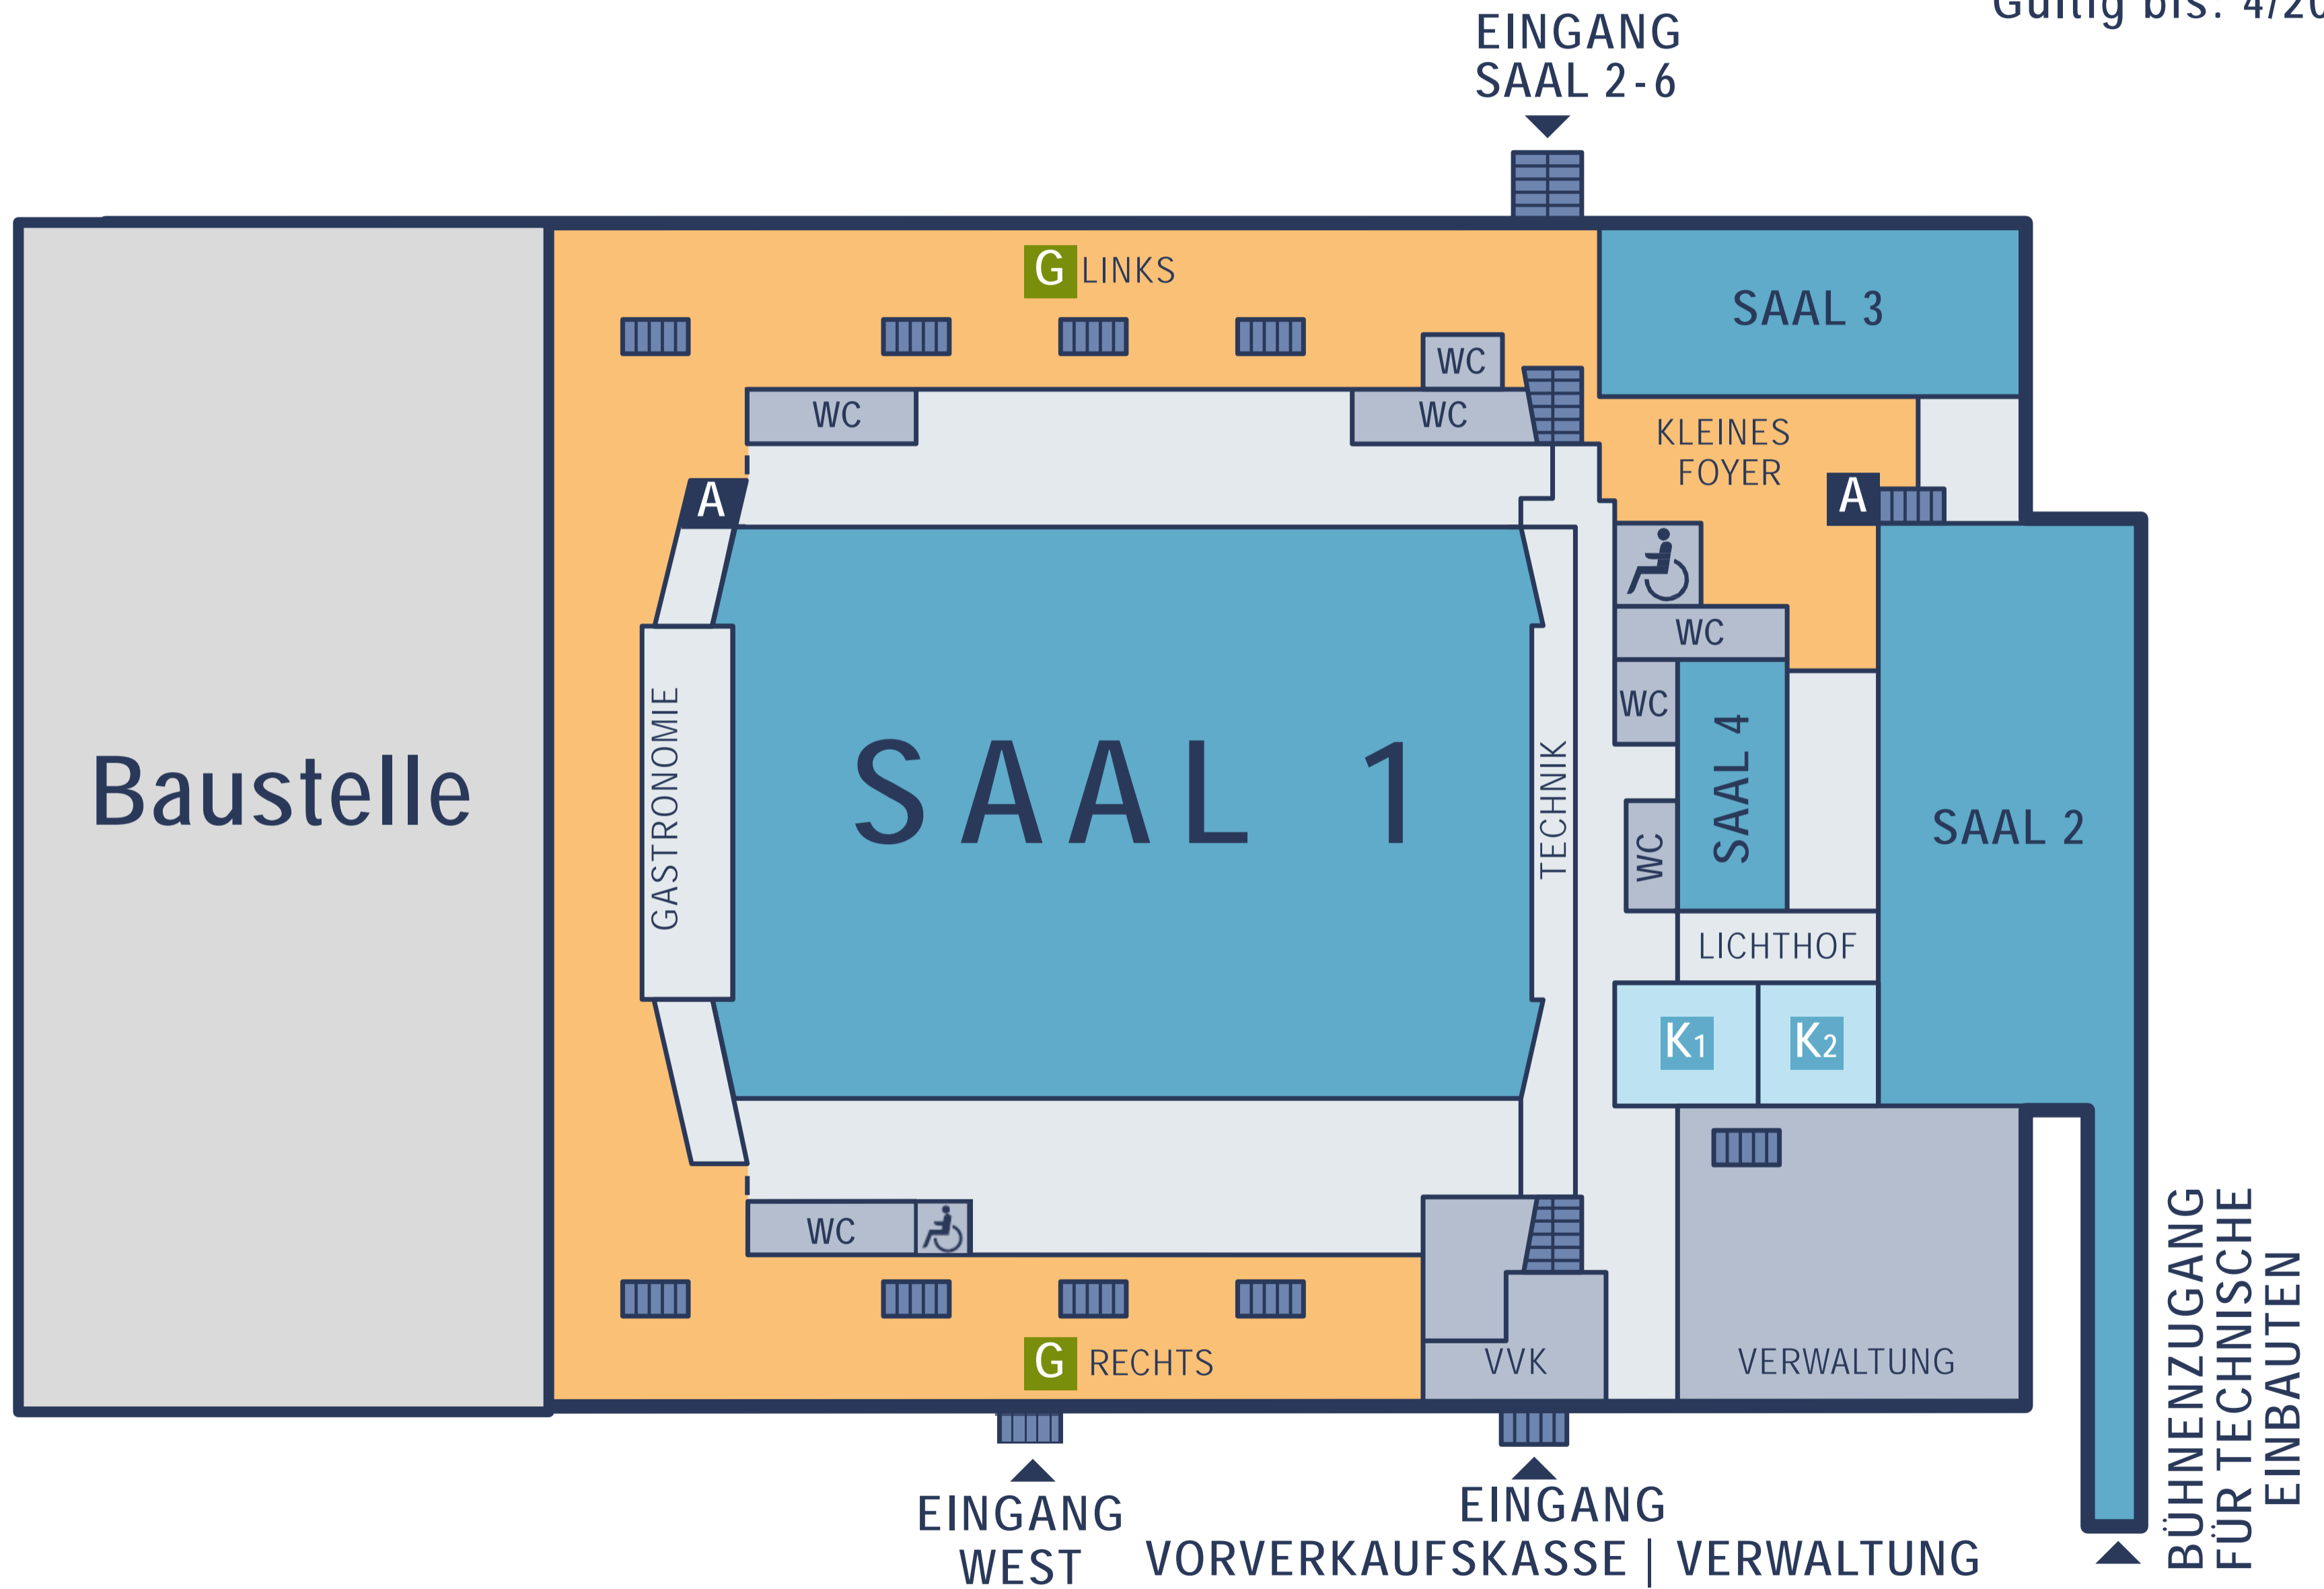 EINGANG
SAAL 2-6
G LINKS
SAAL 3
WC
WC
WC
KLEINES
FOYER
A
A
WC
WC
GASTRONOMIE
SAAL 1
TECHNIK
SAAL 4
WC
Baustelle
SAAL 2
LICHTHOF
K1
K2
WC
G RECHTS
VVK
VERWALTUNG
EINGANG
WEST
EINGANG
VORVERKAUFSKASSE | VERWALTUNG
BÜHNENZUGANG
FÜR TECHNISCHE
EINBAUTEN